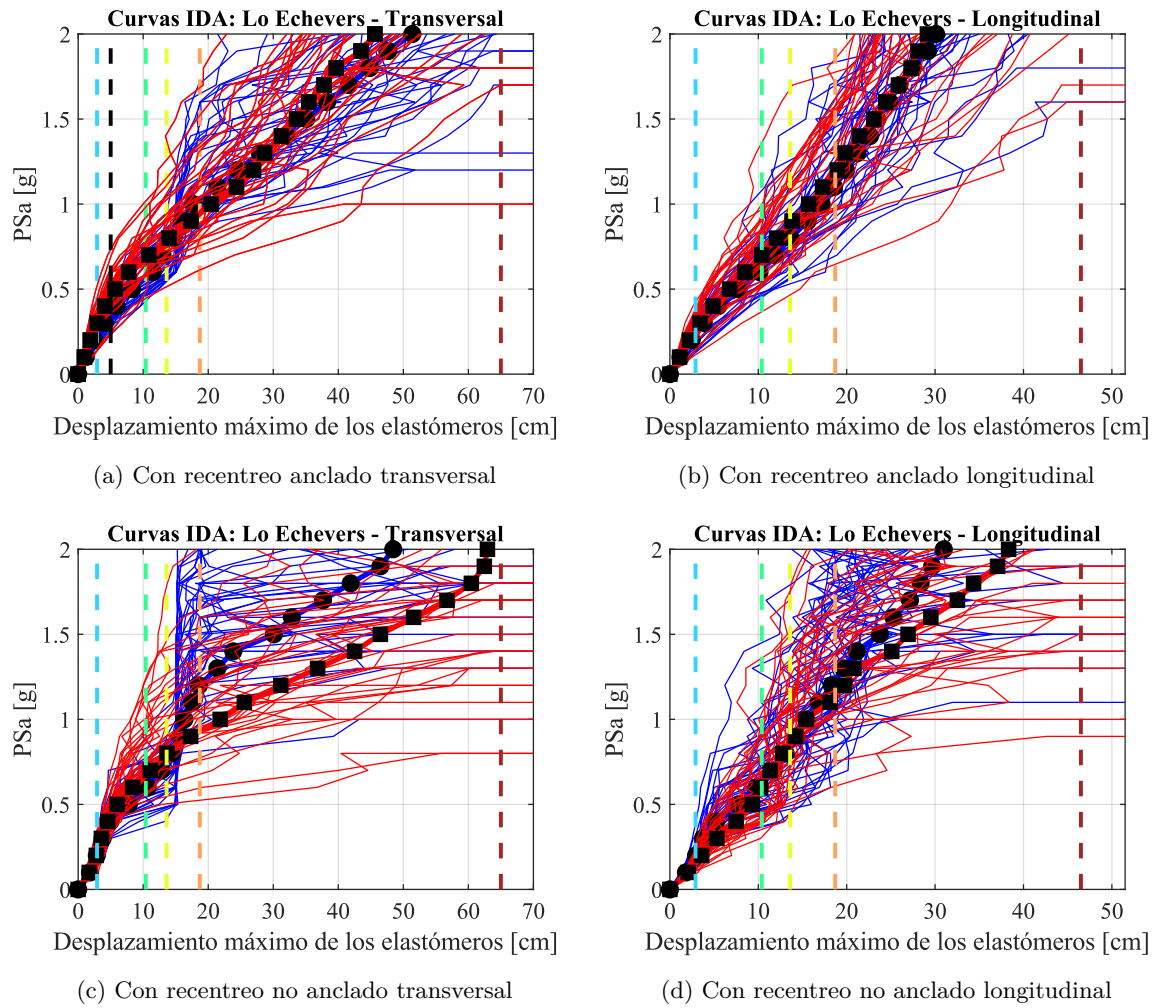 Curvas IDA: Lo Echevers - Transversal
PSa [g]
2
1.5
1
0.5
0
0 10 20 30 40 50 60 70
Desplazamiento máximo de los elastómeros [cm]
(a) Con recentreo anclado transversal
Curvas IDA: Lo Echevers - Longitudinal
PSa [g]
2
1.5
1
0.5
0
0 10 20 30 40 50
Desplazamiento máximo de los elastómeros [cm]
(b) Con recentreo anclado longitudinal
Curvas IDA: Lo Echevers - Transversal
PSa [g]
2
1.5
1
0.5
0
0 10 20 30 40 50 60 70
Desplazamiento máximo de los elastómeros [cm]
(c) Con recentreo no anclado transversal
Curvas IDA: Lo Echevers - Longitudinal
PSa [g]
2
1.5
1
0.5
0
0 10 20 30 40 50
Desplazamiento máximo de los elastómeros [cm]
(d) Con recentreo no anclado longitudinal